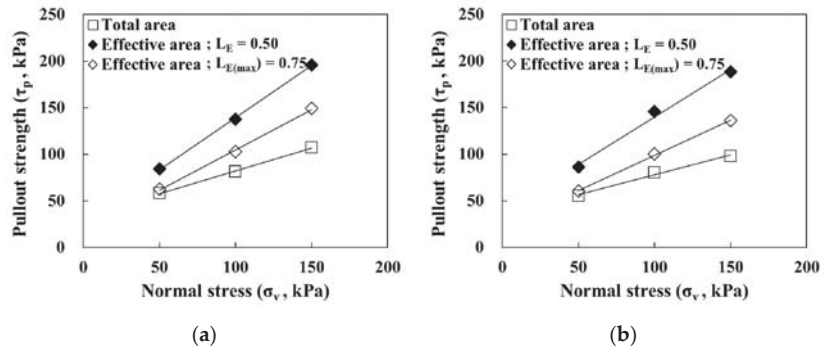 250
200
150
100
50
0
Pullout strength (τp, kPa)
Total area
Effective area ; LE = 0.50
Effective area ; LE(max) = 0.75
0 50 100 150 200
Normal stress (σv, kPa)
(a)
250
200
150
100
50
0
Pullout strength (τp, kPa)
Total area
Effective area ; LE = 0.50
Effective area ; LE(max) = 0.75
0 50 100 150 200
Normal stress (σv, kPa)
(b)